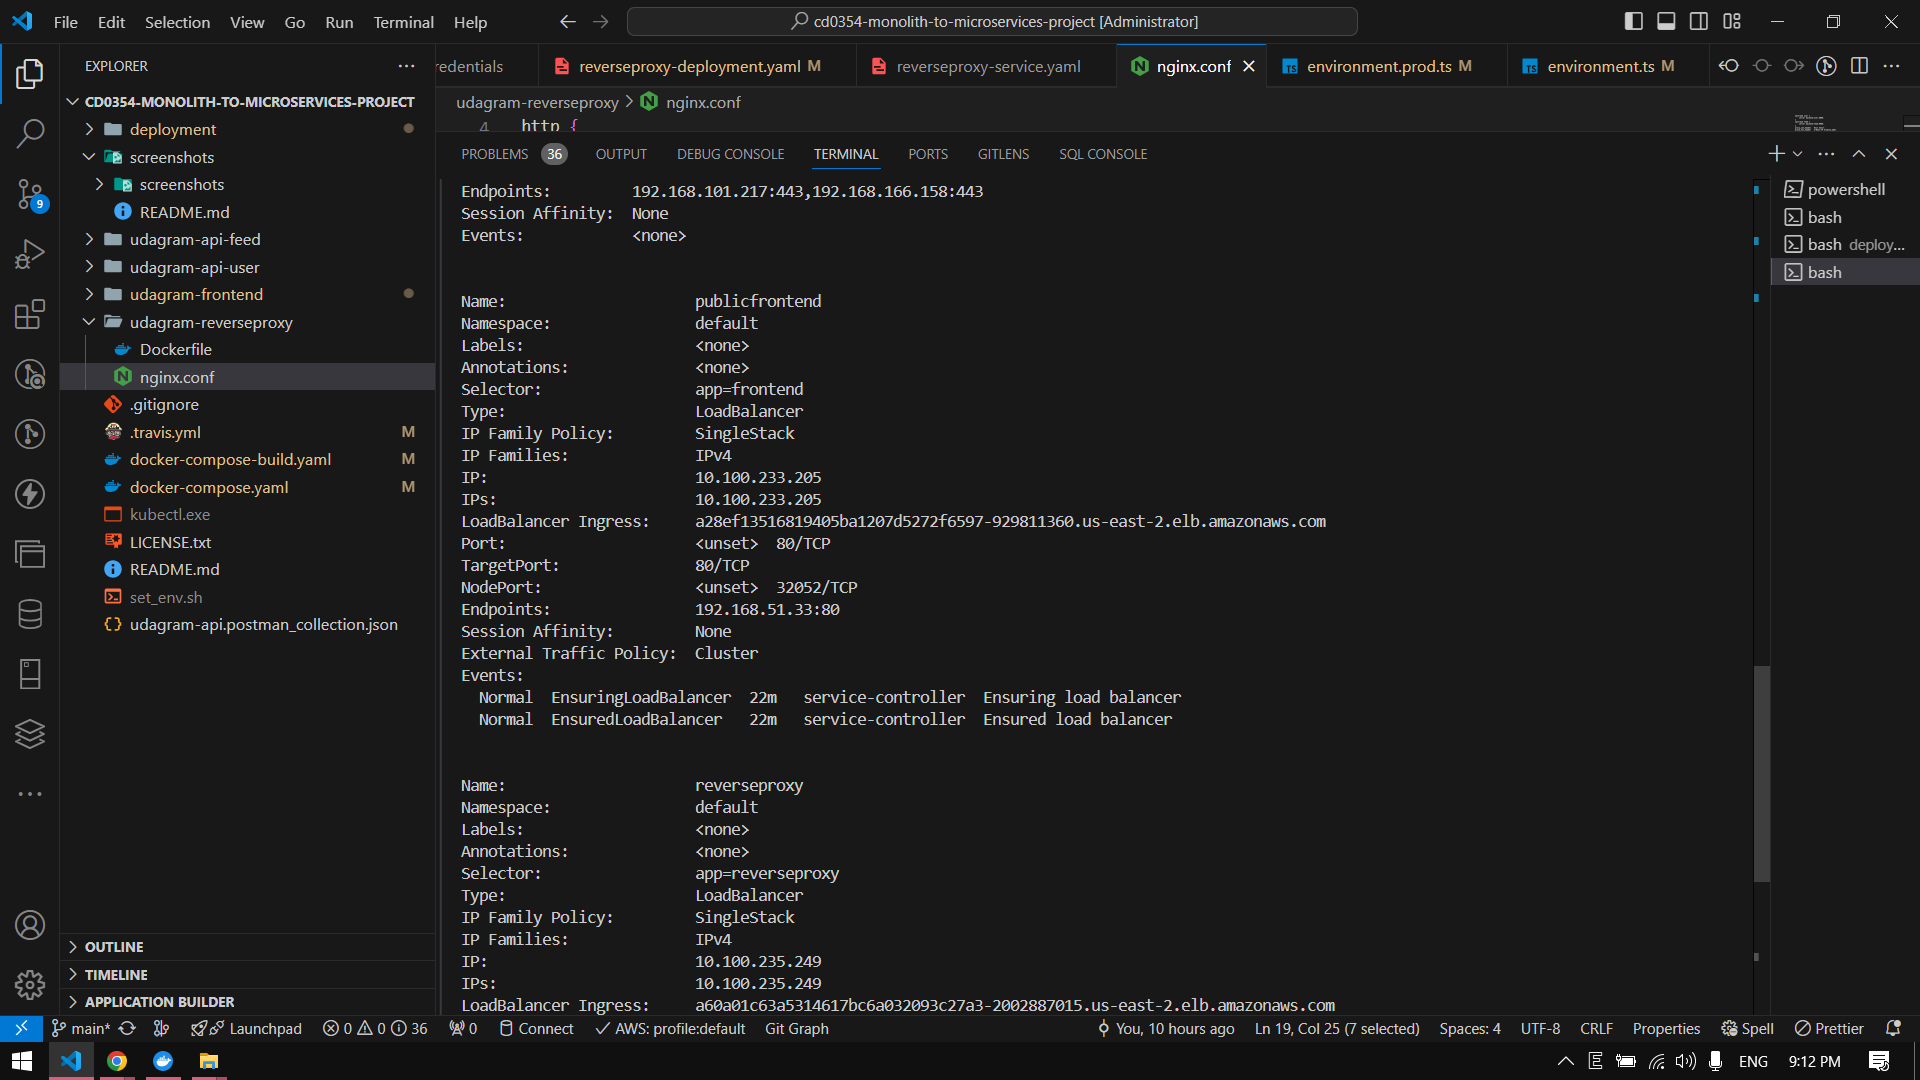 File Edit Selection View Go Run Terminal Help
cd0354-monolith-to-microservices-project [Administrator]
EXPLORER
CD0354-MONOLITH-TO-MICROSERVICES-PROJECT
deployment
screenshots
screenshots
README.md
udagram-api-feed
udagram-api-user
udagram-frontend
udagram-reverseproxy
Dockerfile
nginx.conf
.gitignore
.travis.yml M
docker-compose-build.yaml M
docker-compose.yaml M
kubectl.exe
LICENSE.txt
README.md
set_env.sh
udagram-api.postman_collection.json
OUTLINE
TIMELINE
APPLICATION BUILDER
9
redentials
reverseproxy-deployment.yaml M
reverseproxy-service.yaml
nginx.conf
environment.prod.ts M
environment.ts M
udagram-reverseproxy > nginx.conf
4 http {
PROBLEMS 36 OUTPUT DEBUG CONSOLE TERMINAL PORTS GITLENS SQL CONSOLE
Endpoints: 192.168.101.217:443,192.168.166.158:443
Session Affinity: None
Events: <none>
Name: publicfrontend
Namespace: default
Labels: <none>
Annotations: <none>
Selector: app=frontend
Type: LoadBalancer
IP Family Policy: SingleStack
IP Families: IPv4
IP: 10.100.233.205
IPs: 10.100.233.205
LoadBalancer Ingress: a28ef13516819405ba1207d5272f6597-929811360.us-east-2.elb.amazonaws.com
Port: <unset> 80/TCP
TargetPort: 80/TCP
NodePort: <unset> 32052/TCP
Endpoints: 192.168.51.33:80
Session Affinity: None
External Traffic Policy: Cluster
Events:
Normal EnsuringLoadBalancer 22m service-controller Ensuring load balancer
Normal EnsuredLoadBalancer 22m service-controller Ensured load balancer
Name: reverseproxy
Namespace: default
Labels: <none>
Annotations: <none>
Selector: app=reverseproxy
Type: LoadBalancer
IP Family Policy: SingleStack
IP Families: IPv4
IP: 10.100.235.249
IPs: 10.100.235.249
LoadBalancer Ingress: a60a01c63a5314617bc6a032093c27a3-2002887015.us-east-2.elb.amazonaws.com
powershell
bash
bash deploy...
bash
main* Launchpad 0 0 36 0 Connect AWS: profile:default Git Graph
You, 10 hours ago Ln 19, Col 25 (7 selected) Spaces: 4 UTF-8 CRLF Properties Spell Prettier
ENG 9:12 PM